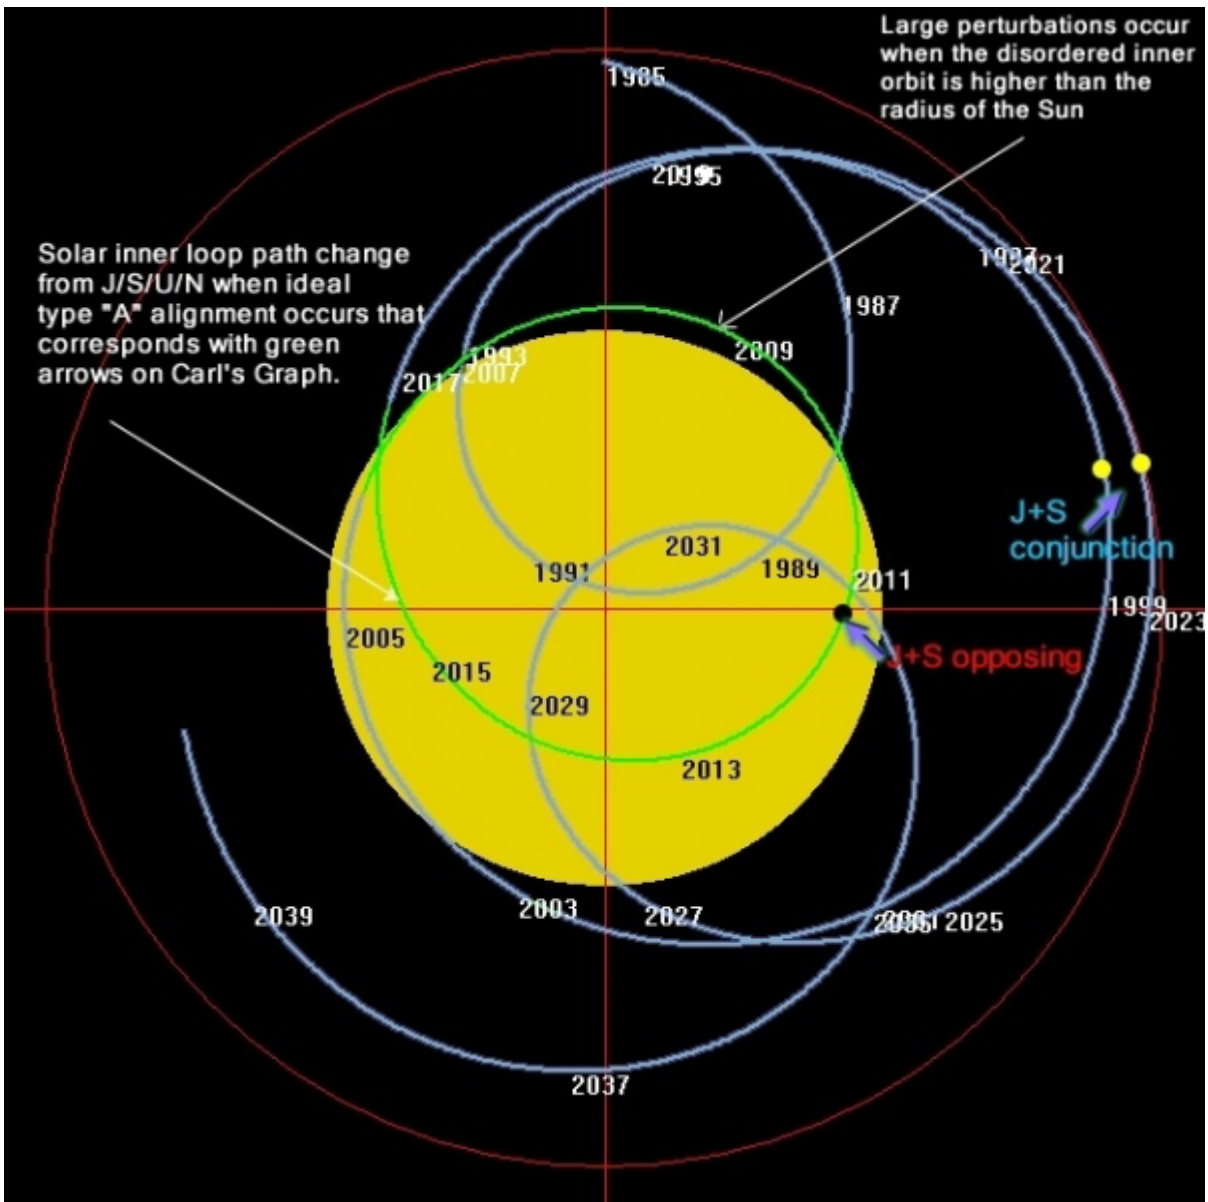 Large perturbations occur
when the disordered inner
orbit is higher than the
radius of the Sun
1985
1995
2021
Solar inner loop path change
from J/S/U/N when ideal
type "A" alignment occurs that
corresponds with green
arrows on Carl's Graph.
1987
2009
1993
2007
2017
J+S
conjunction
2031
1991
1989
2011
1999
2023
2005
J+S opposing
2015
2029
2013
2003
2027
2039
2035
2025
2037